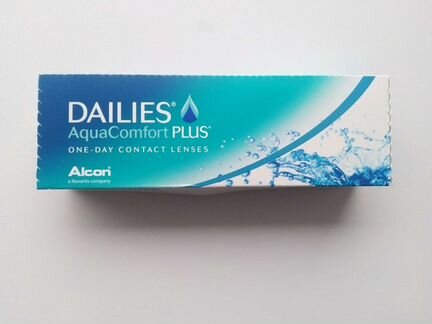 DAILIES®
AquaComfort PLUS®
ONE-DAY CONTACT LENSES
Alcon
a Novartis company